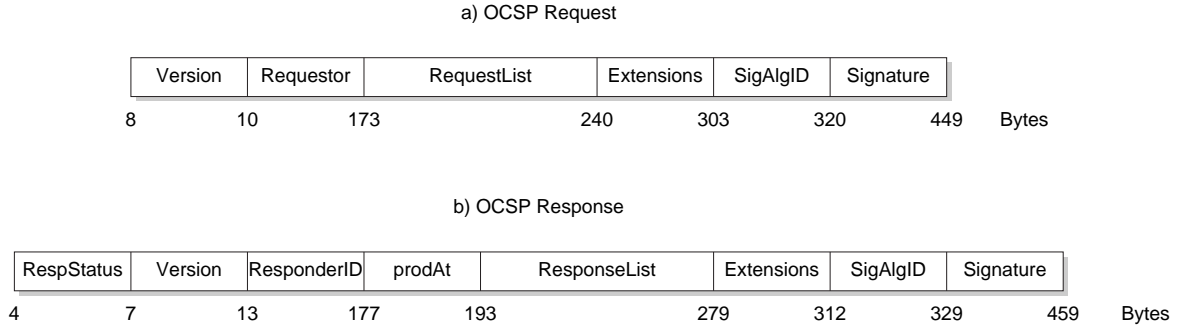 a) OCSP Request
Version Requestor RequestList Extensions SigAlgID Signature
8 10 173 240 303 320 449 Bytes
b) OCSP Response
RespStatus Version ResponderID prodAt ResponseList Extensions SigAlgID Signature
4 7 13 177 193 279 312 329 459 Bytes